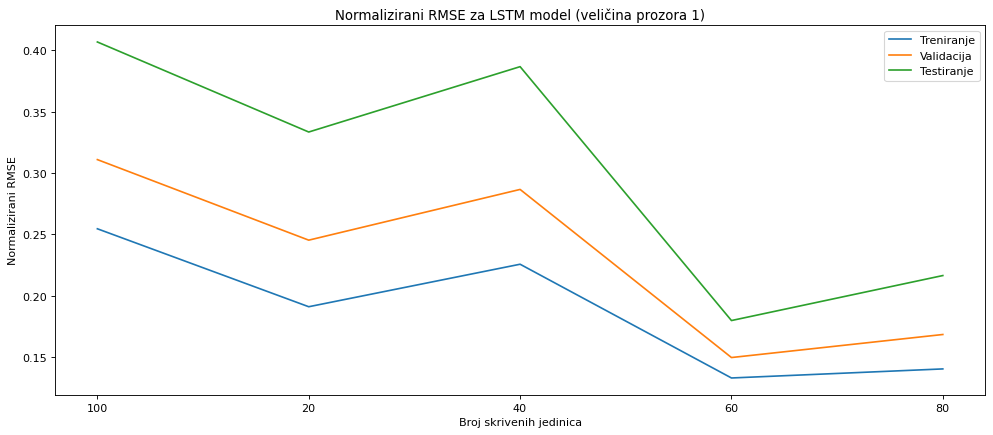 Normalizirani RMSE za LSTM model (veličina prozora 1)
Treniranje
Validacija
Testiranje
Normalizirani RMSE
0.40
0.35
0.30
0.25
0.20
0.15
100
20
40
60
80
Broj skrivenih jedinica